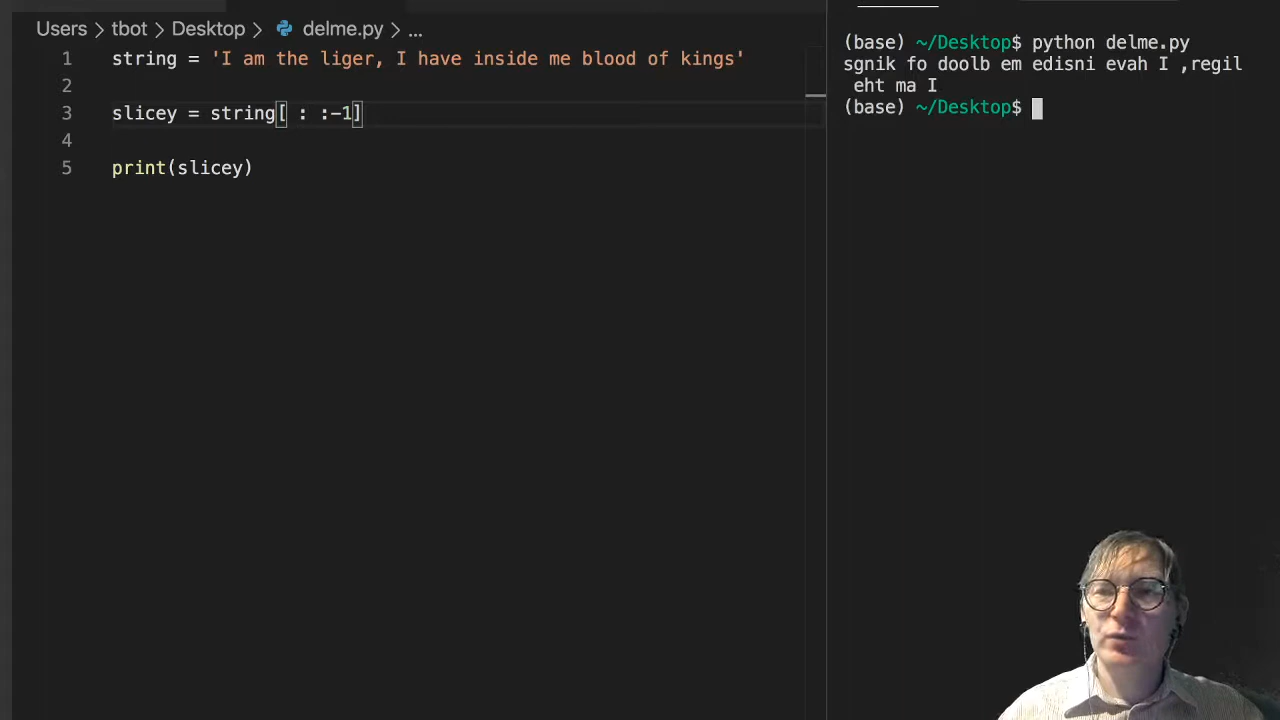 Users > tbot > Desktop > delme.py > ...
1 string = 'I am the liger, I have inside me blood of kings'
2
3 slicey = string[ : :-1]
4
5 print(slicey)
(base) ~/Desktop$ python delme.py
sgnik fo doolb em edisni evah I ,regil
eht ma I
(base) ~/Desktop$